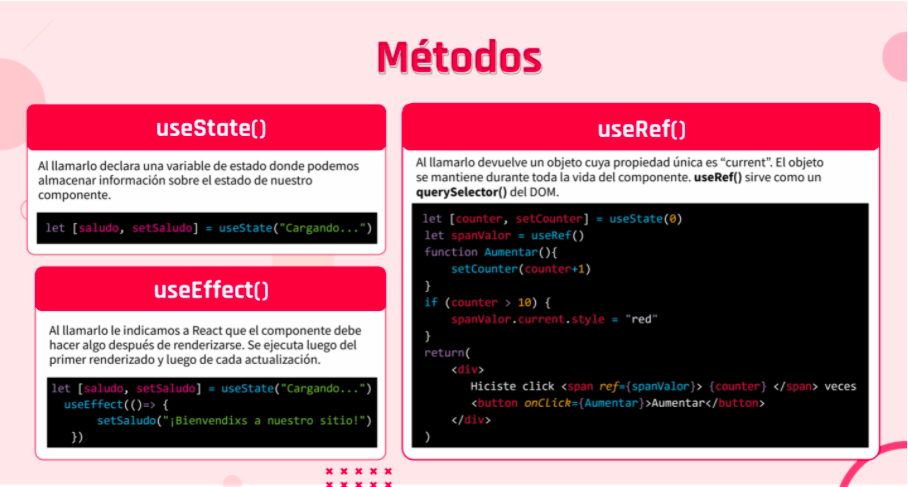 Métodos
useState()
Al llamarlo declara una variable de estado donde podemos
almacenar información sobre el estado de nuestro
componente.
let [saludo, setSaludo] = useState("Cargando...")
useEffect()
Al llamarlo le indicamos a React que el componente debe
hacer algo después de renderizarse. Se ejecuta luego del
primer renderizado y luego de cada actualización.
let [saludo, setSaludo] = useState("Cargando...")
useEffect(()=> {
setSaludo("¡Bienvendixs a nuestro sitio!")
})
useRef()
Al llamarlo devuelve un objeto cuya propiedad única es “current”. El objeto
se mantiene durante toda la vida del componente. useRef() sirve como un
querySelector() del DOM.
let [counter, setCounter] = useState(0)
let spanValor = useRef()
function Aumentar(){
setCounter(counter+1)
}
if (counter > 10) {
spanValor.current.style = "red"
}
return(
<div>
Hiciste click <span ref={spanValor}> {counter} </span> veces
<button onClick={Aumentar}>Aumentar</button>
</div>
)